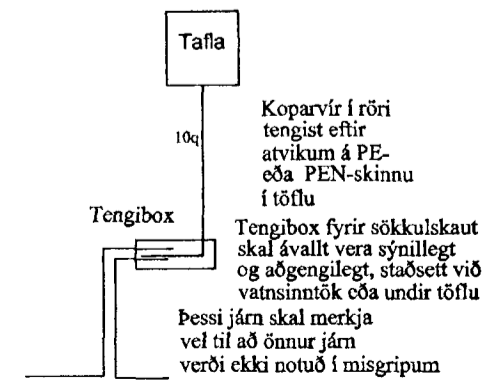 Tafla
Koparvír í röri
tengist eftir
atvikum á PE-
eða PEN-skinnu
í töflu
10q
Tengibox
Tengibox fyrir sökkulskaut
skal ávallt vera sýnillegt
og aðgengilegt, staðsett við
vatnsinntök eða undir töflu
Þessi járn skal merkja
vel til að önnur járn
verði ekki notuð í misgripum